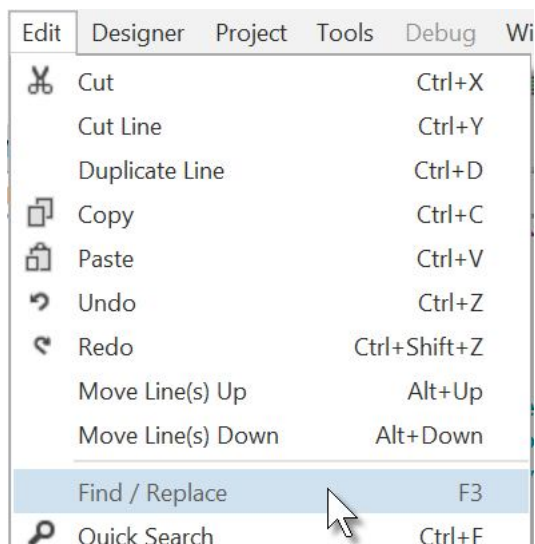 Edit Designer Project Tools Debug Wi
Cut Ctrl+X
Cut Line Ctrl+Y
Duplicate Line Ctrl+D
Copy Ctrl+C
Paste Ctrl+V
Undo Ctrl+Z
Redo Ctrl+Shift+Z
Move Line(s) Up Alt+Up
Move Line(s) Down Alt+Down
Find / Replace F3
Quick Search Ctrl+F